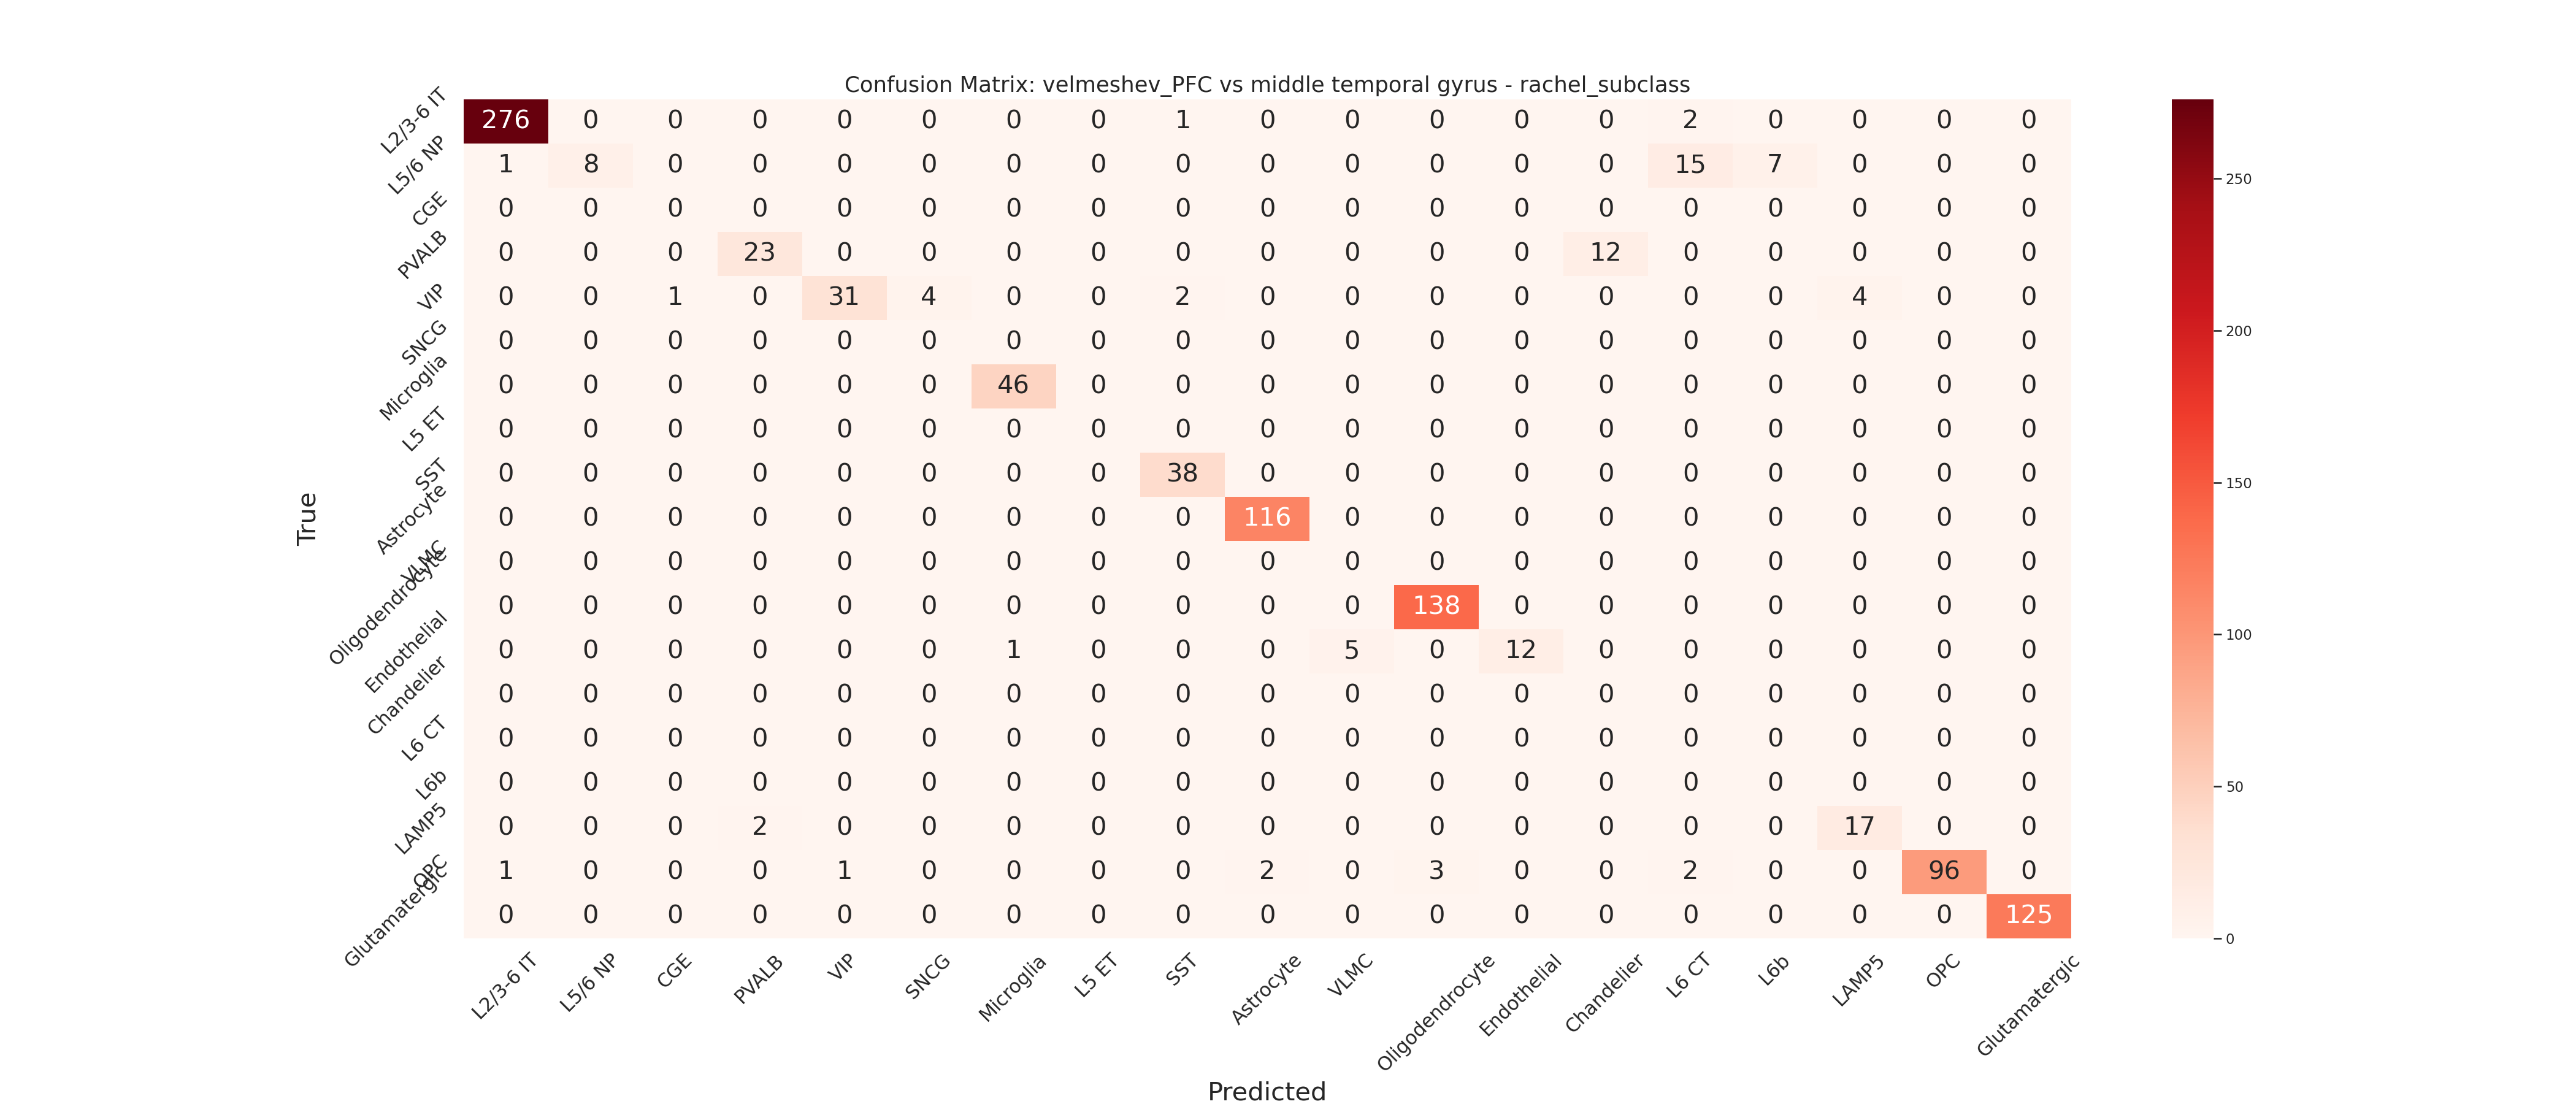 Confusion Matrix: velmeshev_PFC vs middle temporal gyrus - rachel_subclass
L2/3-6 IT 276 0 0 0 0 0 0 0 1 0 0 0 0 0 2 0 0 0 0
L5/6 NP 1 8 0 0 0 0 0 0 0 0 0 0 0 0 15 7 0 0 0
CGE 0 0 0 0 0 0 0 0 0 0 0 0 0 0 0 0 0 0 0
PVALB 0 0 0 23 0 0 0 0 0 0 0 0 0 12 0 0 0 0 0
VIP 0 0 1 0 31 4 0 0 2 0 0 0 0 0 0 0 4 0 0
SNCG 0 0 0 0 0 0 0 0 0 0 0 0 0 0 0 0 0 0 0
Microglia 0 0 0 0 0 0 46 0 0 0 0 0 0 0 0 0 0 0 0
L5 ET 0 0 0 0 0 0 0 0 0 0 0 0 0 0 0 0 0 0 0
SST 0 0 0 0 0 0 0 0 38 0 0 0 0 0 0 0 0 0 0
Astrocyte 0 0 0 0 0 0 0 0 0 116 0 0 0 0 0 0 0 0 0
VLMC 0 0 0 0 0 0 0 0 0 0 0 0 0 0 0 0 0 0 0
Oligodendrocyte 0 0 0 0 0 0 0 0 0 0 0 138 0 0 0 0 0 0 0
Endothelial 0 0 0 0 0 0 1 0 0 0 5 0 12 0 0 0 0 0 0
Chandelier 0 0 0 0 0 0 0 0 0 0 0 0 0 0 0 0 0 0 0
L6 CT 0 0 0 0 0 0 0 0 0 0 0 0 0 0 0 0 0 0 0
L6b 0 0 0 0 0 0 0 0 0 0 0 0 0 0 0 0 0 0 0
LAMP5 0 0 0 2 0 0 0 0 0 0 0 0 0 0 0 0 17 0 0
OPC 1 0 0 0 1 0 0 0 0 2 0 3 0 0 2 0 0 96 0
Glutamatergic 0 0 0 0 0 0 0 0 0 0 0 0 0 0 0 0 0 0 125
L2/3-6 IT L5/6 NP CGE PVALB VIP SNCG Microglia L5 ET SST Astrocyte VLMC Oligodendrocyte Endothelial Chandelier L6 CT L6b LAMP5 OPC Glutamatergic
True
Predicted
250
200
150
100
50
0